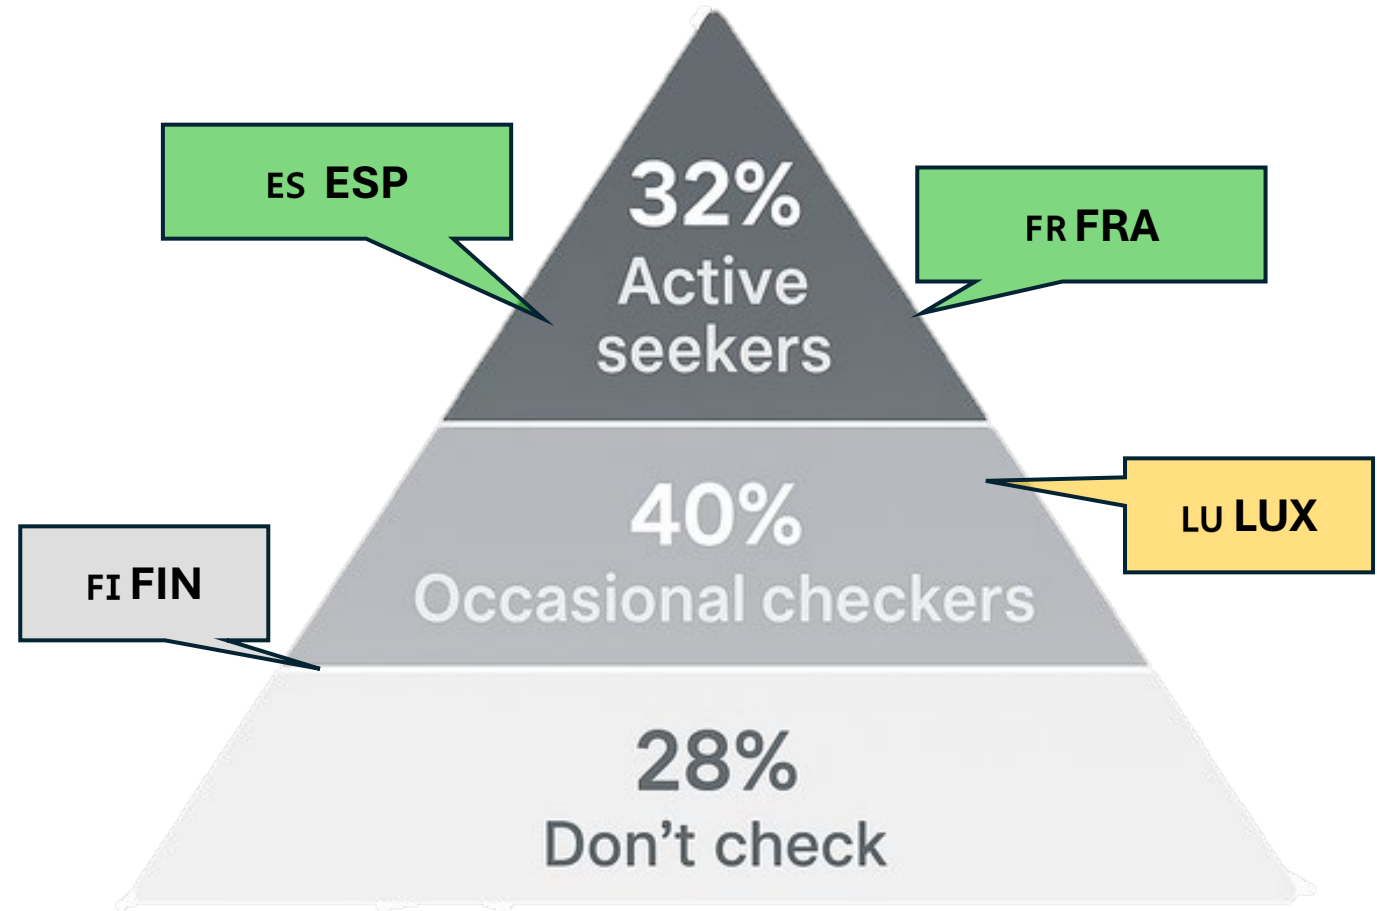 32%
Active
seekers
ES ESP
FR FRA
40%
Occasional checkers
LU LUX
FI FIN
28%
Don't check